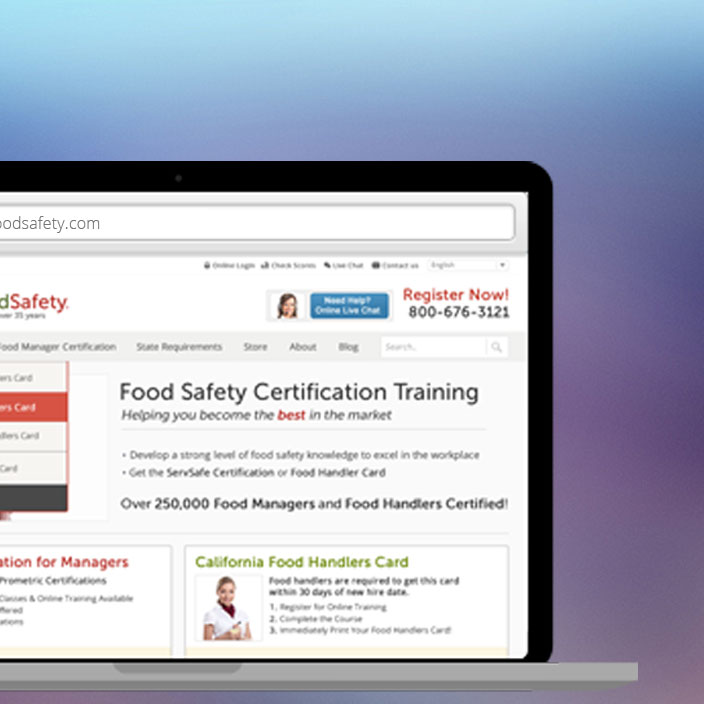 oodsafety.com
Online Login Check Scores Live Chat Contact us English
dSafety.
over 35 years
Need Help?
Online Live Chat
Register Now!
800-676-3121
Food Manager Certification State Requirements Store About Blog Search..
ers Card
ers Card
dlers Card
Card
Food Safety Certification Training
Helping you become the best in the market
• Develop a strong level of food safety knowledge to excel in the workplace
• Get the ServSafe Certification or Food Handler Card
Over 250,000 Food Managers and Food Handlers Certified!
ation for Managers
Prometric Certifications
Classes & Online Training Available
ffered
ations
California Food Handlers Card
Food handlers are required to get this card
within 30 days of new hire date.
1. Register for Online Training
2. Complete the Course
3. Immediately Print Your Food Handlers Card!